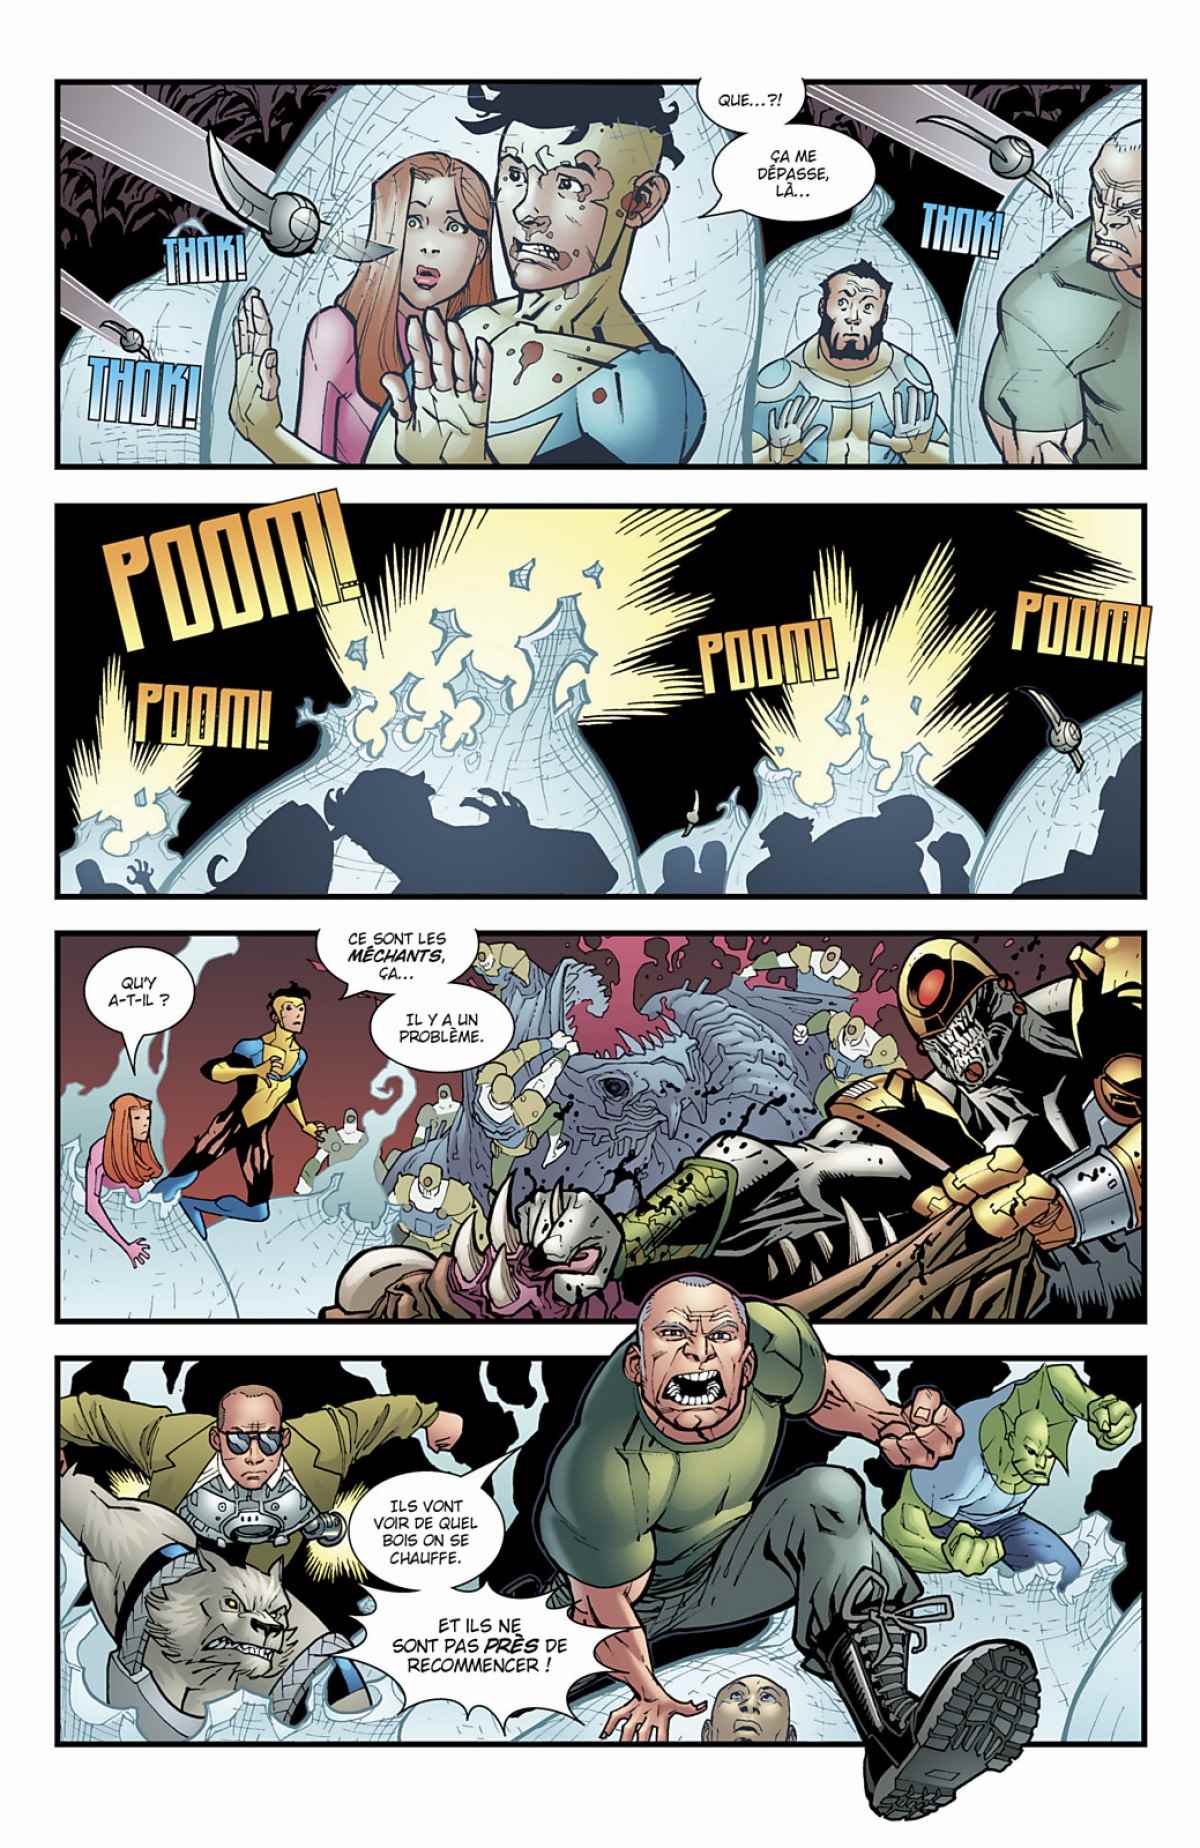 THOK!
THOK!
QUE...?!
ÇA ME
DÉPASSE,
LÀ...
THOK!
POOM!
POOM!
POOM!
POOM!
QU'Y
A-T-IL ?
CE SONT LES
MÉCHANTS,
ÇA...
IL Y A UN
PROBLÈME.
ILS VONT
VOIR DE QUEL
BOIS ON SE
CHAUFFE.
ET ILS NE
SONT PAS PRÈS DE
RECOMMENCER !